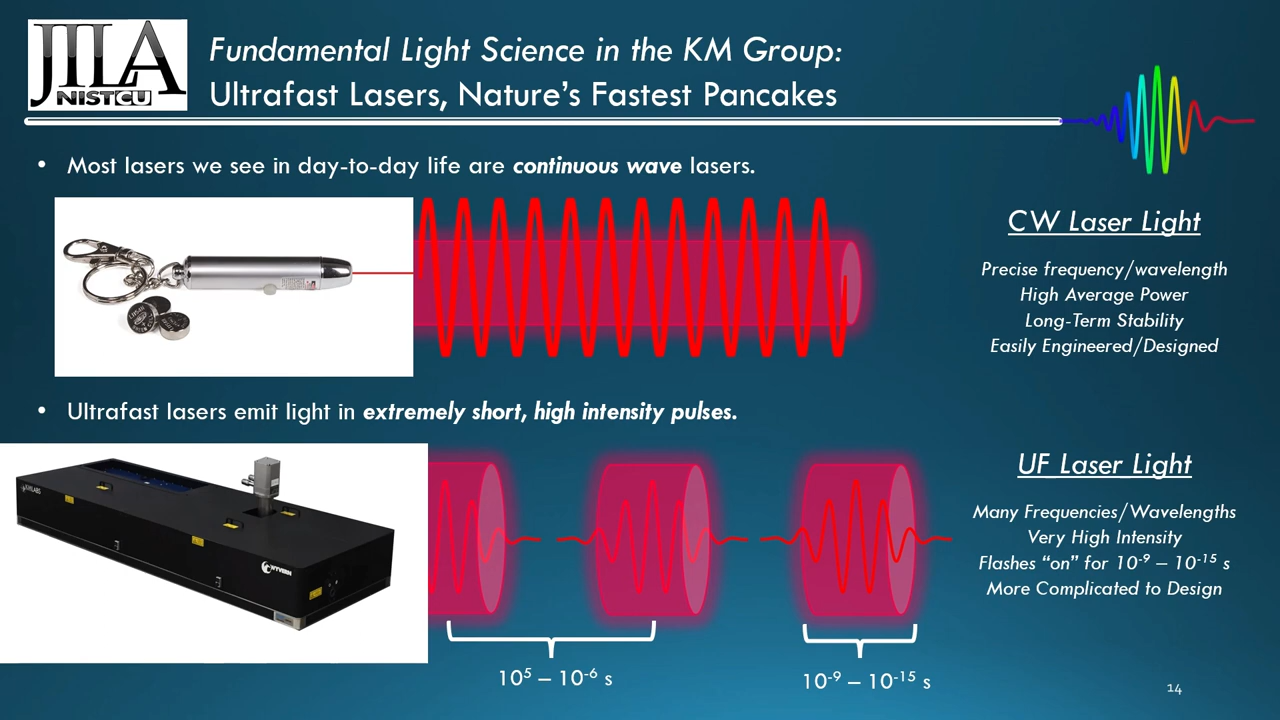 JILA
NIST CU
Fundamental Light Science in the KM Group:
Ultrafast Lasers, Nature's Fastest Pancakes
• Most lasers we see in day-to-day life are continuous wave lasers.
CW Laser Light
Precise frequency/wavelength
High Average Power
Long-Term Stability
Easily Engineered/Designed
• Ultrafast lasers emit light in extremely short, high intensity pulses.
KMLABS
WYVERN
UF Laser Light
Many Frequencies/Wavelengths
Very High Intensity
Flashes "on" for 10⁻⁹ – 10⁻¹⁵ s
More Complicated to Design
10⁵ – 10⁻⁶ s
10⁻⁹ – 10⁻¹⁵ s
14